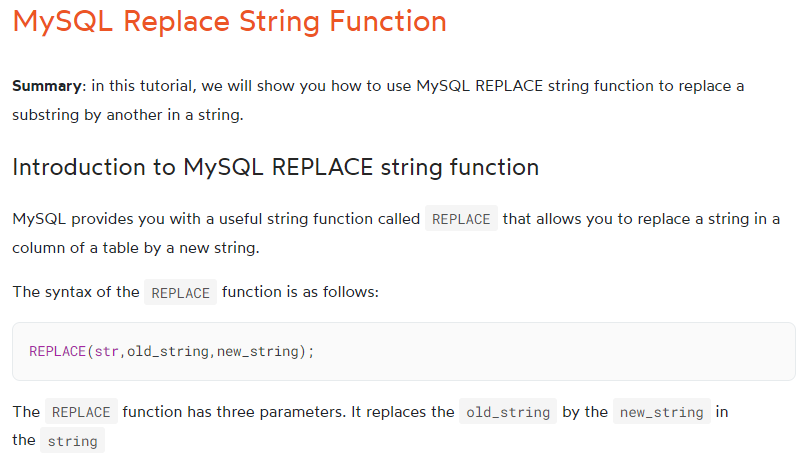 MySQL Replace String Function
Summary: in this tutorial, we will show you how to use MySQL REPLACE string function to replace a
substring by another in a string.
Introduction to MySQL REPLACE string function
MySQL provides you with a useful string function called REPLACE that allows you to replace a string in a
column of a table by a new string.
The syntax of the REPLACE function is as follows:
REPLACE(str,old_string,new_string);
The REPLACE function has three parameters. It replaces the old_string by the new_string in
the string